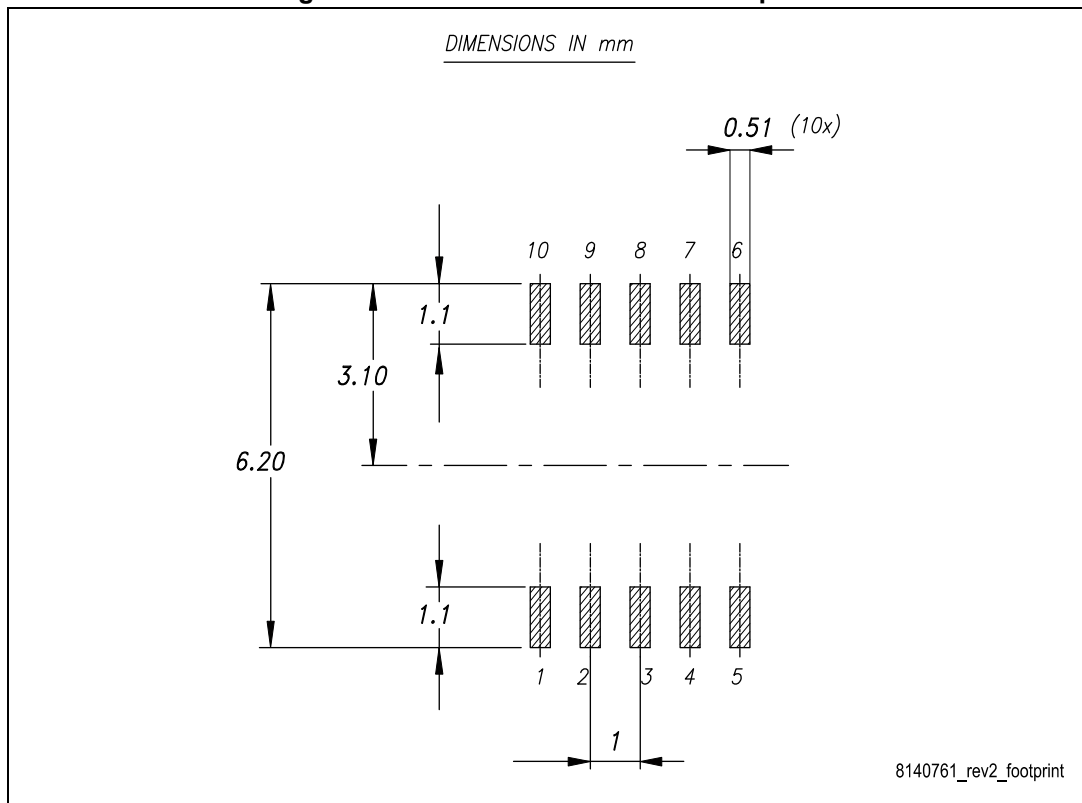 DIMENSIONS IN mm
0.51 (10x)
10 9 8 7 6
1.1
3.10
6.20
1.1
1 2 3 4 5
1
8140761_rev2_footprint